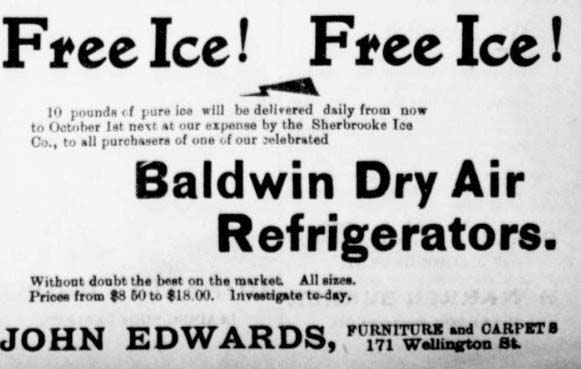 Free Ice! Free Ice!
10 pounds of pure ice will be delivered daily from now
to October 1st next at our expense by the Sherbrooke Ice
Co., to all purchasers of one of our celebrated
Baldwin Dry Air
Refrigerators.
Without doubt the best on the market. All sizes.
Prices from $8 50 to $18.00. Investigate to-day.
JOHN EDWARDS, FURNITURE and CARPETS
171 Wellington St.